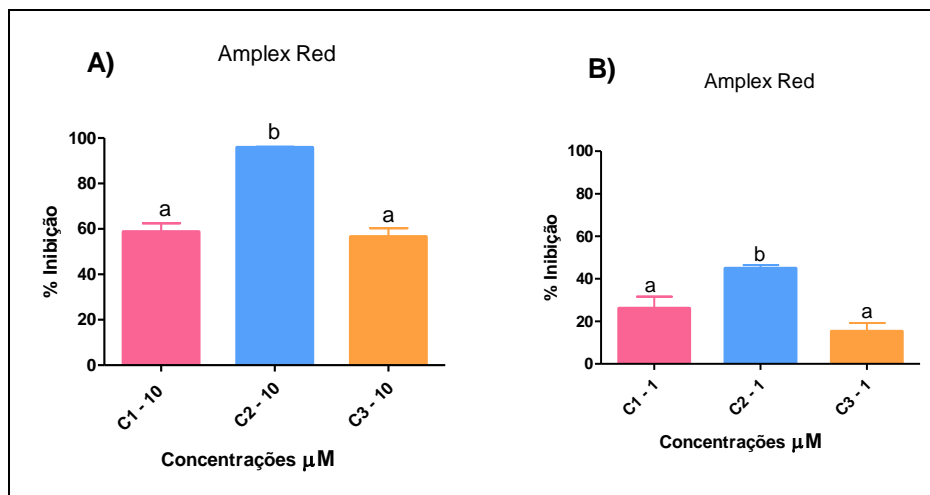 A)
Amplex Red
% Inibição
100
80
60
40
20
0
a
b
a
C1 - 10
C2 - 10
C3 - 10
Concentrações μM
B)
Amplex Red
% Inibição
100
80
60
40
20
0
a
b
a
C1 - 1
C2 - 1
C3 - 1
Concentrações μM